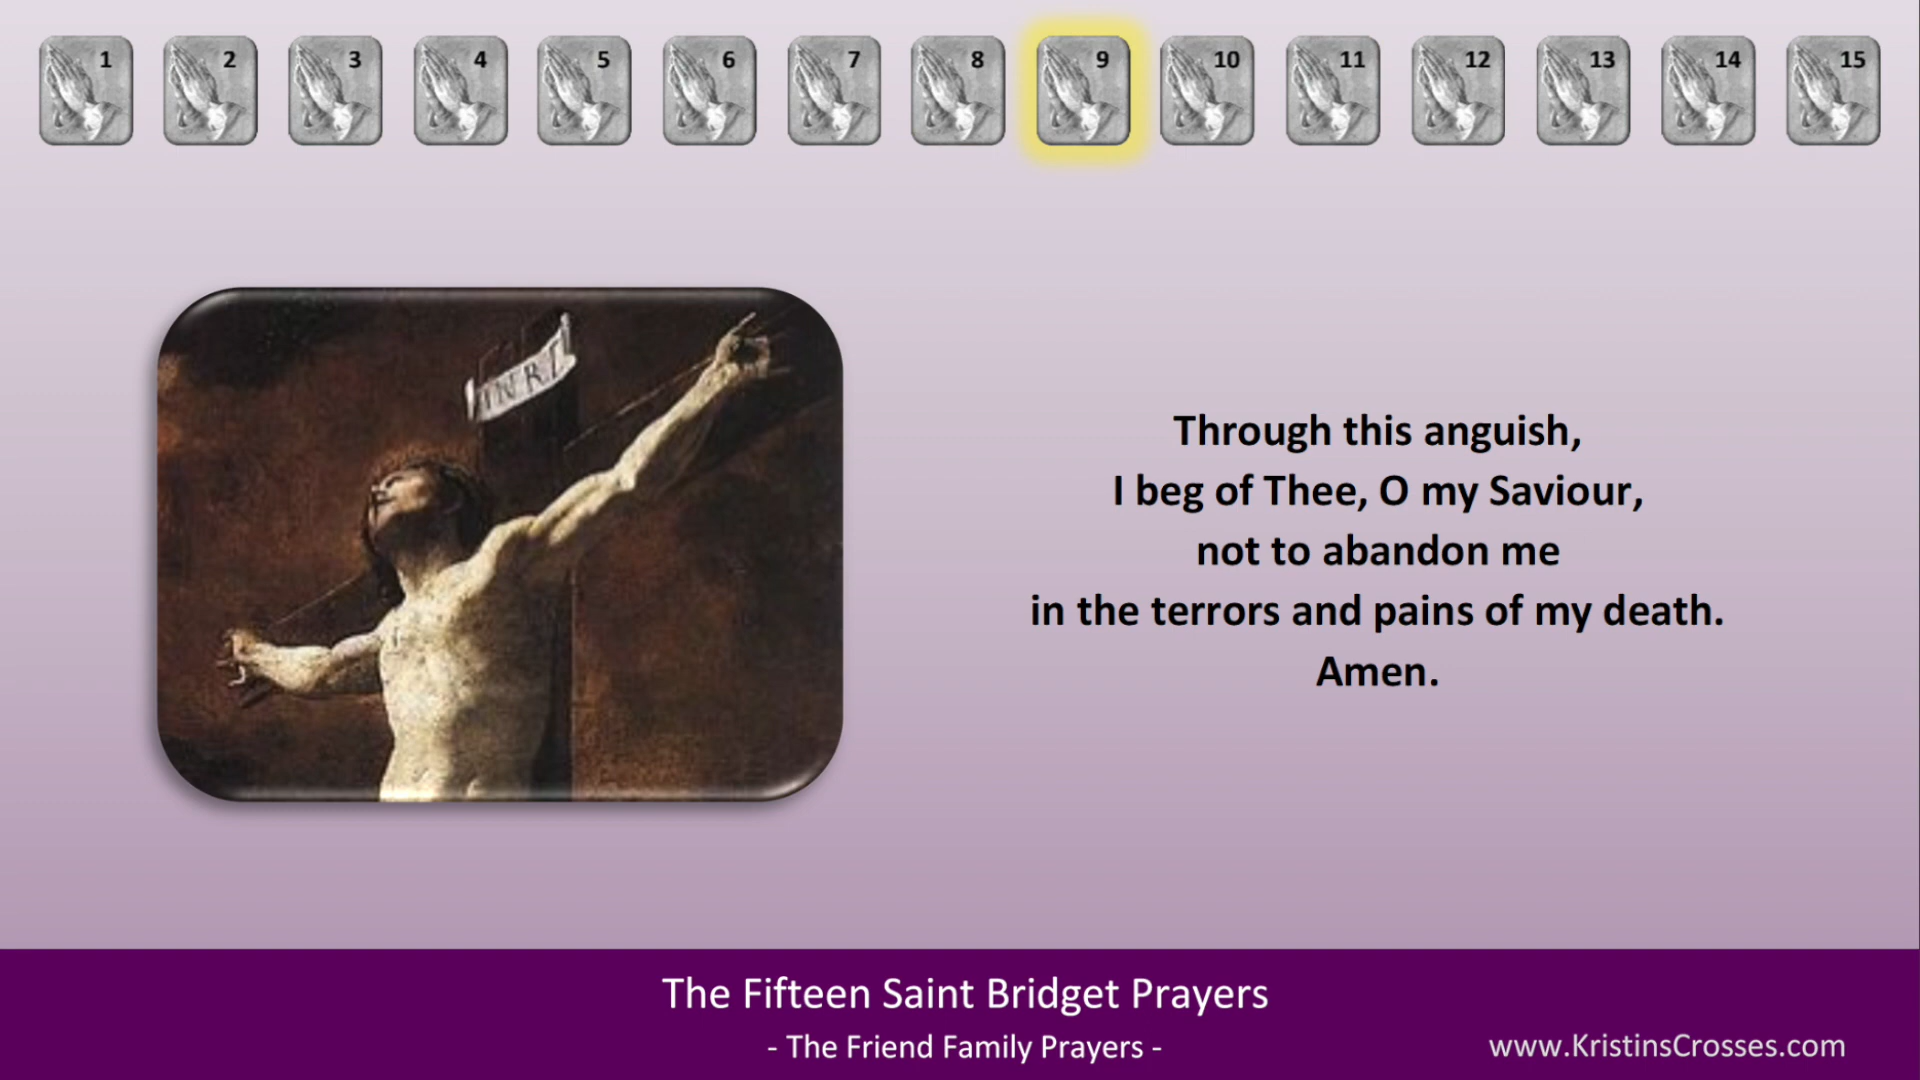 1 2 3 4 5 6 7 8 9 10 11 12 13 14 15
INRI
Through this anguish,
I beg of Thee, O my Saviour,
not to abandon me
in the terrors and pains of my death.
Amen.
The Fifteen Saint Bridget Prayers
- The Friend Family Prayers -
www.KristinsCrosses.com